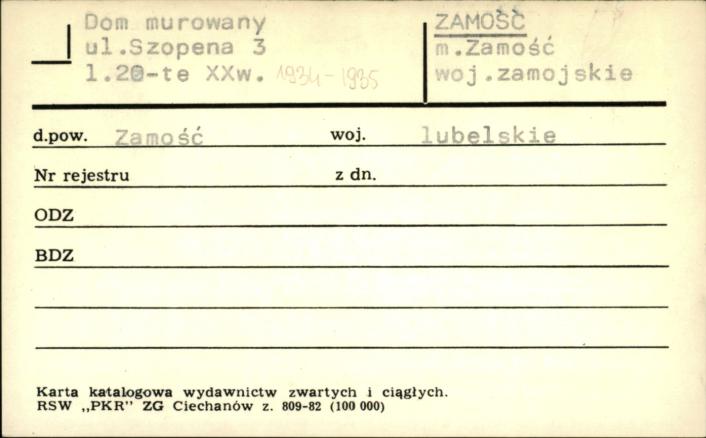 Dom murowany
ul.Szopena 3
l.20-te XXw. 1934-1935
ZAMOŚĆ
m.Zamość
woj.zamojskie
d.pow. Zamość woj. lubelskie
Nr rejestru z dn.
ODZ
BDZ
Karta katalogowa wydawnictw zwartych i ciągłych.
RSW „PKR" ZG Ciechanów z. 809-82 (100 000)